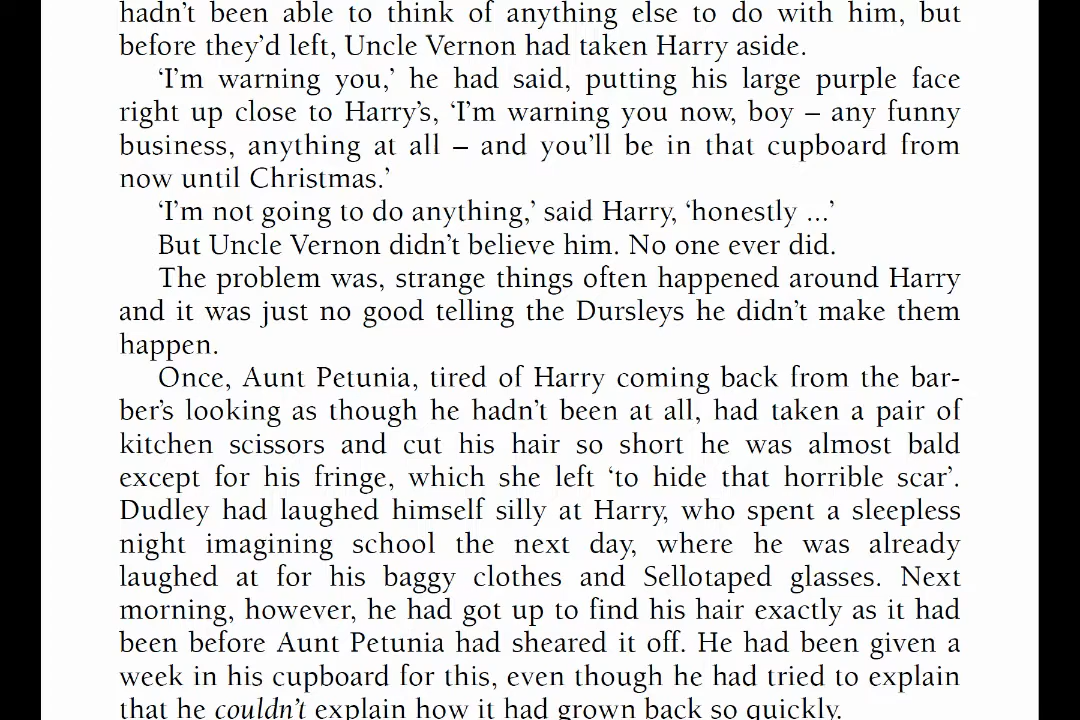 hadn’t been able to think of anything else to do with him, but
before they’d left, Uncle Vernon had taken Harry aside.
‘I’m warning you,’ he had said, putting his large purple face
right up close to Harry’s, ‘I’m warning you now, boy – any funny
business, anything at all – and you’ll be in that cupboard from
now until Christmas.’
‘I’m not going to do anything,’ said Harry, ‘honestly ...’
But Uncle Vernon didn’t believe him. No one ever did.
The problem was, strange things often happened around Harry
and it was just no good telling the Dursleys he didn’t make them
happen.
Once, Aunt Petunia, tired of Harry coming back from the bar-
ber’s looking as though he hadn’t been at all, had taken a pair of
kitchen scissors and cut his hair so short he was almost bald
except for his fringe, which she left ‘to hide that horrible scar’.
Dudley had laughed himself silly at Harry, who spent a sleepless
night imagining school the next day, where he was already
laughed at for his baggy clothes and Sellotaped glasses. Next
morning, however, he had got up to find his hair exactly as it had
been before Aunt Petunia had sheared it off. He had been given a
week in his cupboard for this, even though he had tried to explain
that he couldn’t explain how it had grown back so quickly.